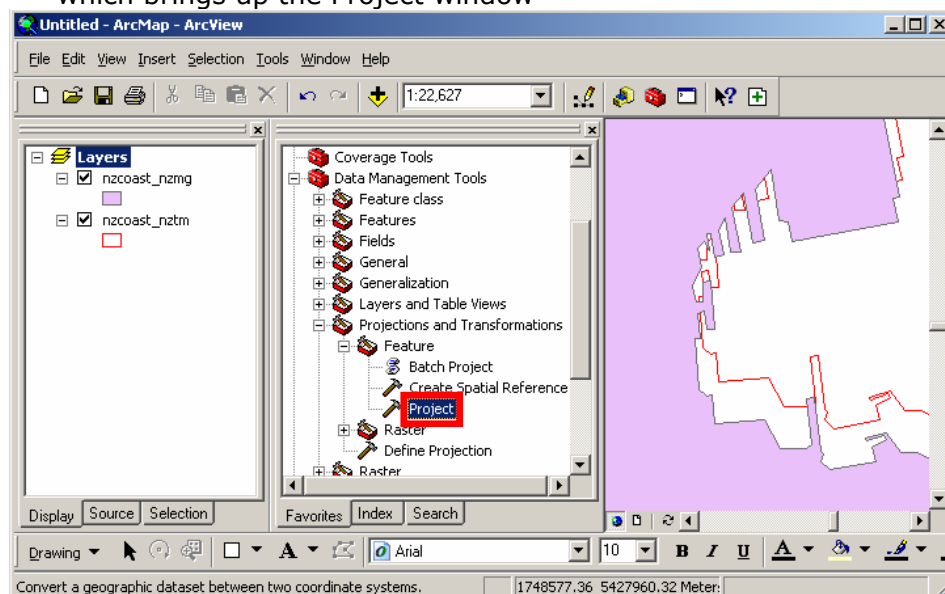 which brings up the Project window
Untitled - ArcMap - ArcView
File Edit View Insert Selection Tools Window Help
1:22,627
Layers
nzcoast_nzmg
nzcoast_nztm
Coverage Tools
Data Management Tools
Feature class
Features
Fields
General
Generalization
Layers and Table Views
Projections and Transformations
Feature
Batch Project
Create Spatial Reference
Project
Raster
Define Projection
Raster
Display Source Selection
Favorites Index Search
Drawing A Arial 10 B I U A
Convert a geographic dataset between two coordinate systems. 1748577.36 5427960.32 Meter: